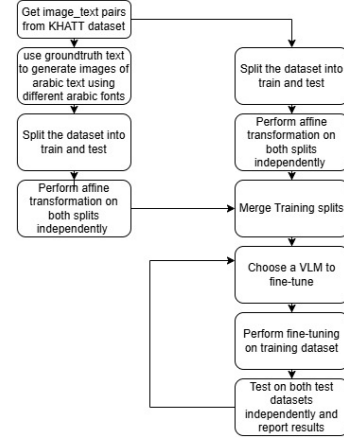 Get image_text pairs
from KHATT dataset
use groundtruth text
to generate images of
arabic text using
different arabic fonts
Split the dataset into
train and test
Perform affine
transformation on
both splits
independently
Split the dataset into
train and test
Perform affine
transformation on
both splits
independently
Merge Training splits
Choose a VLM to
fine-tune
Perform fine-tuning
on training dataset
Test on both test
datasets
independently and
report results